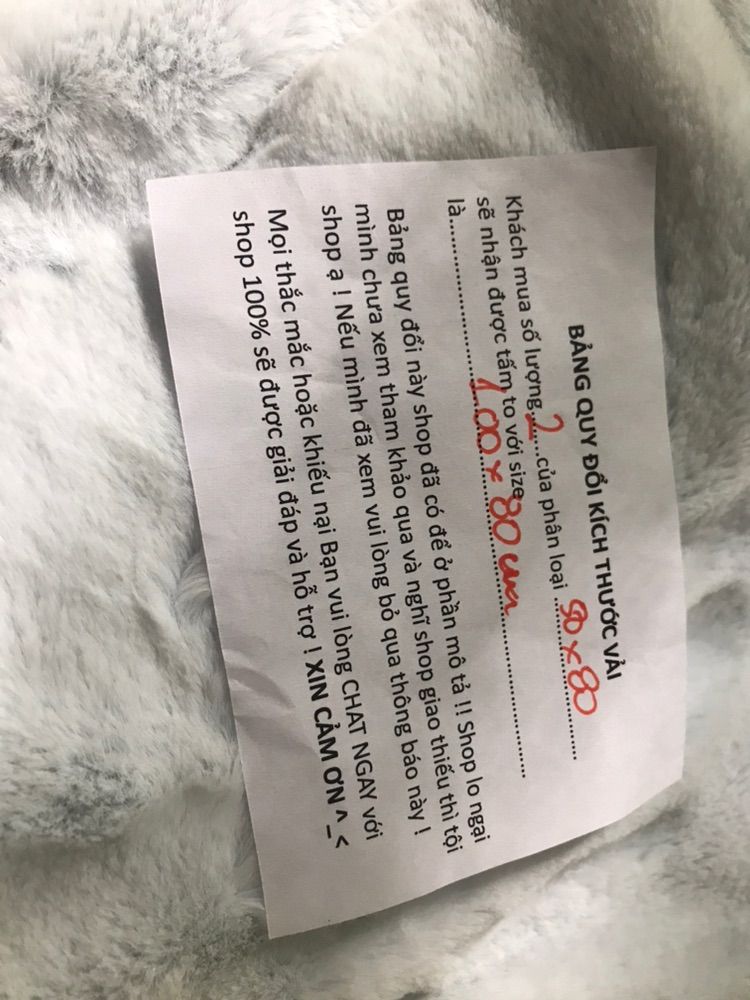 BẢNG QUY ĐỔI KÍCH THƯỚC VẢI
Khách mua số lượng...2....của phân loại ...50 x 80...
sẽ nhận được tấm to với size
là....................1.00 x 80 cm..............................
Bảng quy đổi này shop đã có để ở phần mô tả !! Shop lo ngại
mình chưa xem tham khảo qua và nghĩ shop giao thiếu thì tội
shop ạ ! Nếu mình đã xem vui lòng bỏ qua thông báo này !
Mọi thắc mắc hoặc khiếu nại Bạn vui lòng CHAT NGAY với
shop 100% sẽ được giải đáp và hỗ trợ ! XIN CẢM ƠN ^_<